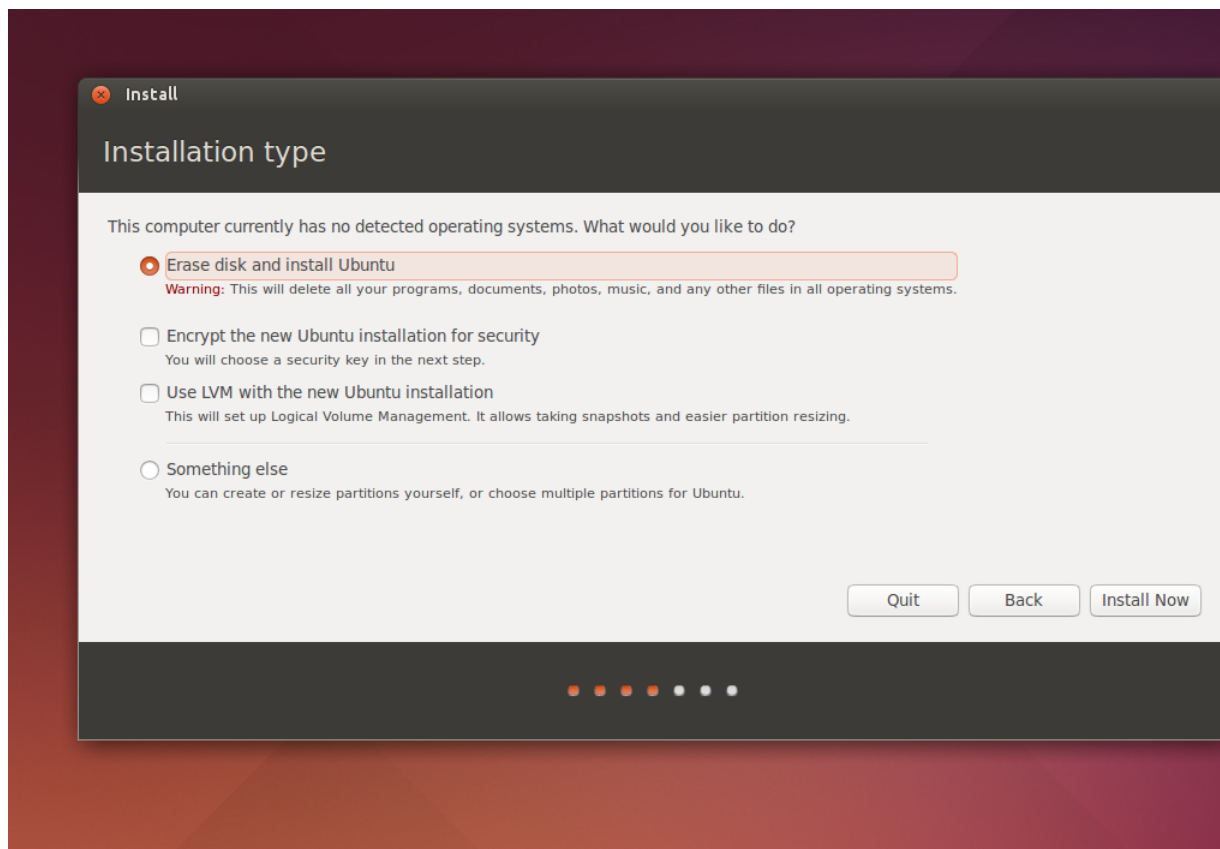 Install
Installation type
This computer currently has no detected operating systems. What would you like to do?
Erase disk and install Ubuntu
Warning: This will delete all your programs, documents, photos, music, and any other files in all operating systems.
Encrypt the new Ubuntu installation for security
You will choose a security key in the next step.
Use LVM with the new Ubuntu installation
This will set up Logical Volume Management. It allows taking snapshots and easier partition resizing.
Something else
You can create or resize partitions yourself, or choose multiple partitions for Ubuntu.
Quit Back Install Now